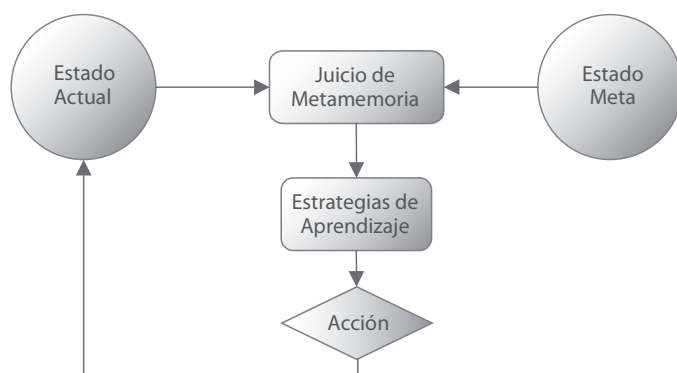 Estado
Actual
Juicio de
Metamemoria
Estado
Meta
Estrategias de
Aprendizaje
Acción